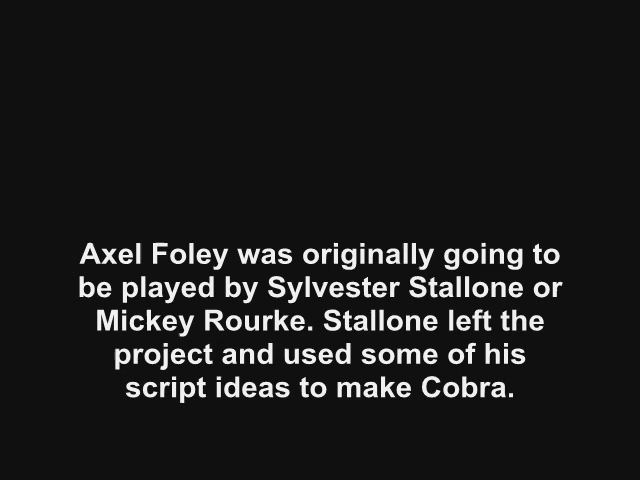 Axel Foley was originally going to
be played by Sylvester Stallone or
Mickey Rourke. Stallone left the
project and used some of his
script ideas to make Cobra.